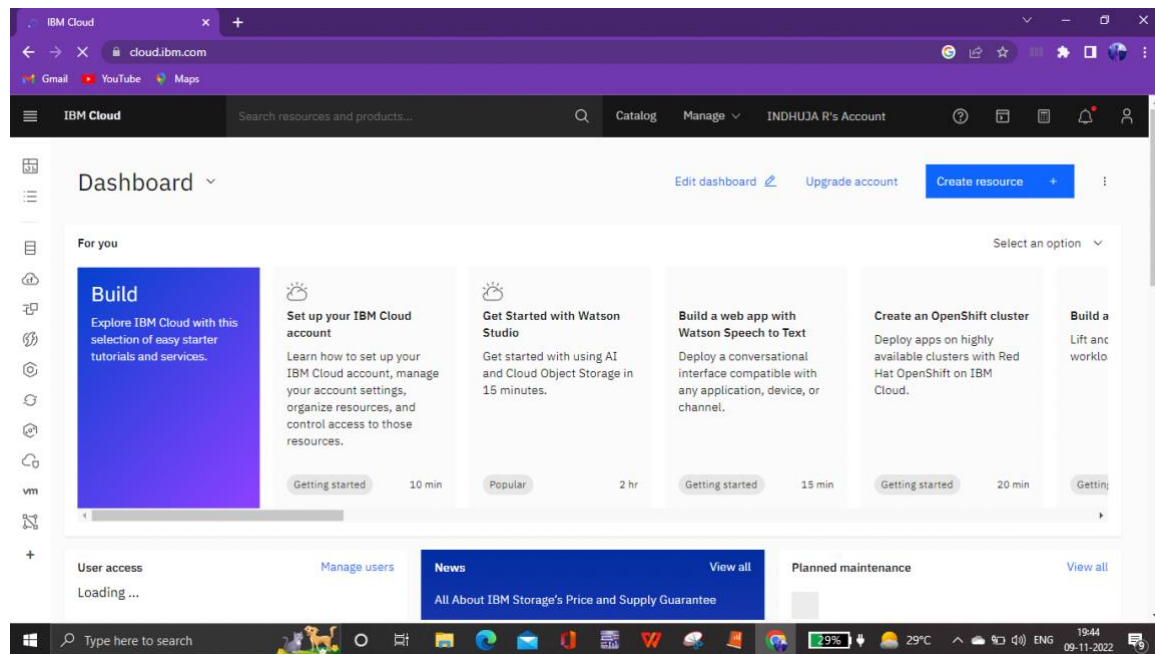 IBM Cloud
cloud.ibm.com
Gmail YouTube Maps
IBM Cloud Search resources and products... Catalog Manage INDHUJA R's Account
Dashboard Edit dashboard Upgrade account Create resource +
For you Select an option
Build
Explore IBM Cloud with this
selection of easy starter
tutorials and services.
Set up your IBM Cloud
account
Learn how to set up your
IBM Cloud account, manage
your account settings,
organize resources, and
control access to those
resources.
Getting started 10 min
Get Started with Watson
Studio
Get started with using AI
and Cloud Object Storage in
15 minutes.
Popular 2 hr
Build a web app with
Watson Speech to Text
Deploy a conversational
interface compatible with
any application, device, or
channel.
Getting started 15 min
Create an OpenShift cluster
Deploy apps on highly
available clusters with Red
Hat OpenShift on IBM
Cloud.
Getting started 20 min
Build a
Lift and
worklo
Getting
vm
User access Manage users
Loading ...
News View all
All About IBM Storage's Price and Supply Guarantee
Planned maintenance View all
Type here to search
29% 29°C ENG 19:44
09-11-2022